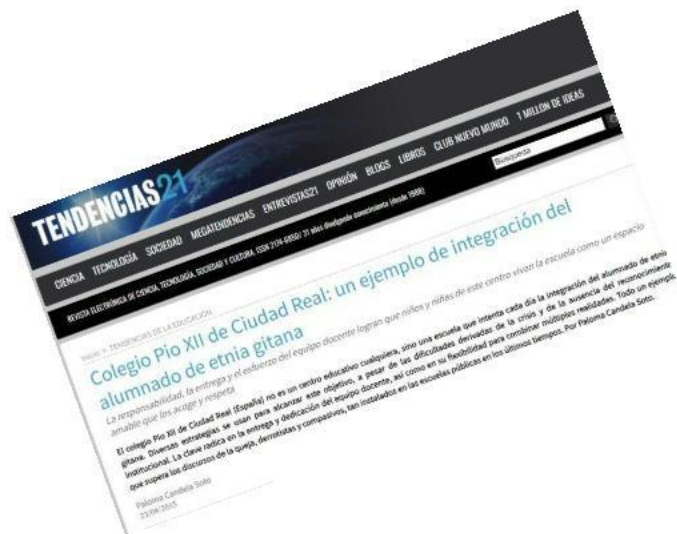 TENDENCIAS21
CIENCIA TECNOLOGÍA SOCIEDAD MEGATENDENCIAS ENTREVISTAS21 OPINIÓN BLOGS LIBROS CLUB NUEVO MUNDO 1 MILLON DE IDEAS
Busqueda
REVISTA ELECTRÓNICA DE CIENCIA, TECNOLOGÍA, SOCIEDAD Y CULTURA. ISSN 2174-6850/ 27 años divulgando conocimiento (desde 1988)
Inicio > TENDENCIAS DE LA EDUCACIÓN
Colegio Pio XII de Ciudad Real: un ejemplo de integración del
alumnado de etnia gitana
La responsabilidad, la entrega y el esfuerzo del equipo docente logran que niños y niñas de este centro vivan la escuela como un espacio
amable que les acoge y respeta
El colegio Pio XII de Ciudad Real (España) no es un centro educativo cualquiera, sino una escuela que intenta cada día la integración del alumnado de etnia
gitana. Diversas estrategias se usan para alcanzar este objetivo, a pesar de las dificultades derivadas de la crisis y de la ausencia del reconocimiento
institucional. La clave radica en la entrega y dedicación del equipo docente, así como en su flexibilidad para combinar múltiples realidades. Todo un ejemplo
que supera los discursos de la queja, derrotistas y compasivos, tan instalados en las escuelas públicas en los últimos tiempos. Por Paloma Candela Soto.
Paloma Candela Soto